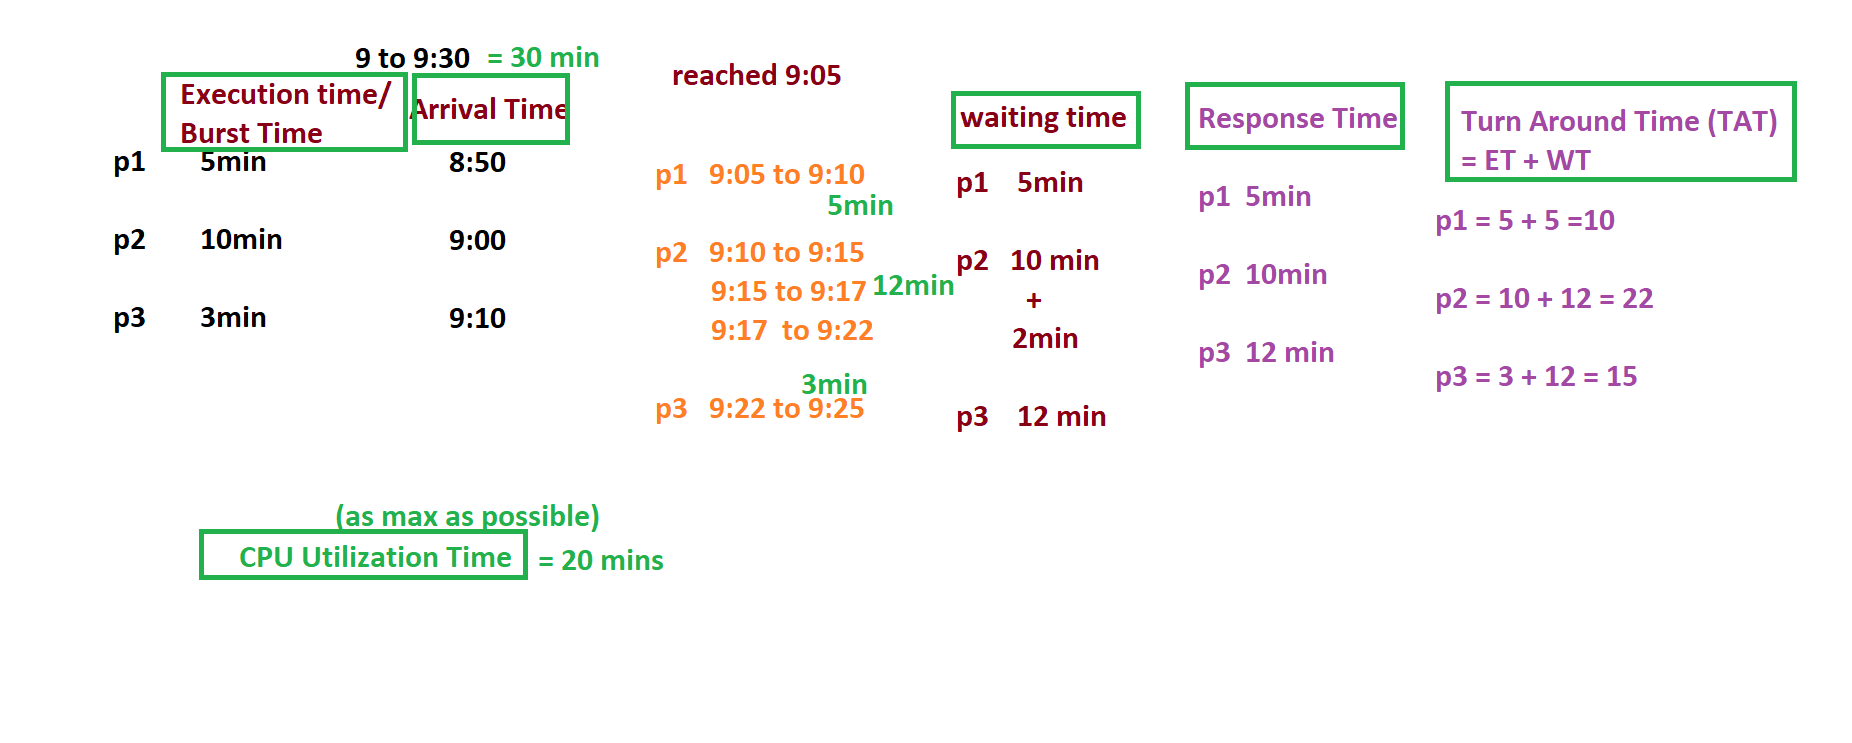 9 to 9:30 = 30 min
Execution time/
Burst Time
Arrival Time
p1 5min 8:50
p2 10min 9:00
p3 3min 9:10
reached 9:05
p1 9:05 to 9:10
5min
p2 9:10 to 9:15
9:15 to 9:17 12min
9:17 to 9:22
3min
p3 9:22 to 9:25
waiting time
p1 5min
p2 10 min
+
2min
p3 12 min
Response Time
p1 5min
p2 10min
p3 12 min
Turn Around Time (TAT)
= ET + WT
p1 = 5 + 5 =10
p2 = 10 + 12 = 22
p3 = 3 + 12 = 15
(as max as possible)
CPU Utilization Time = 20 mins